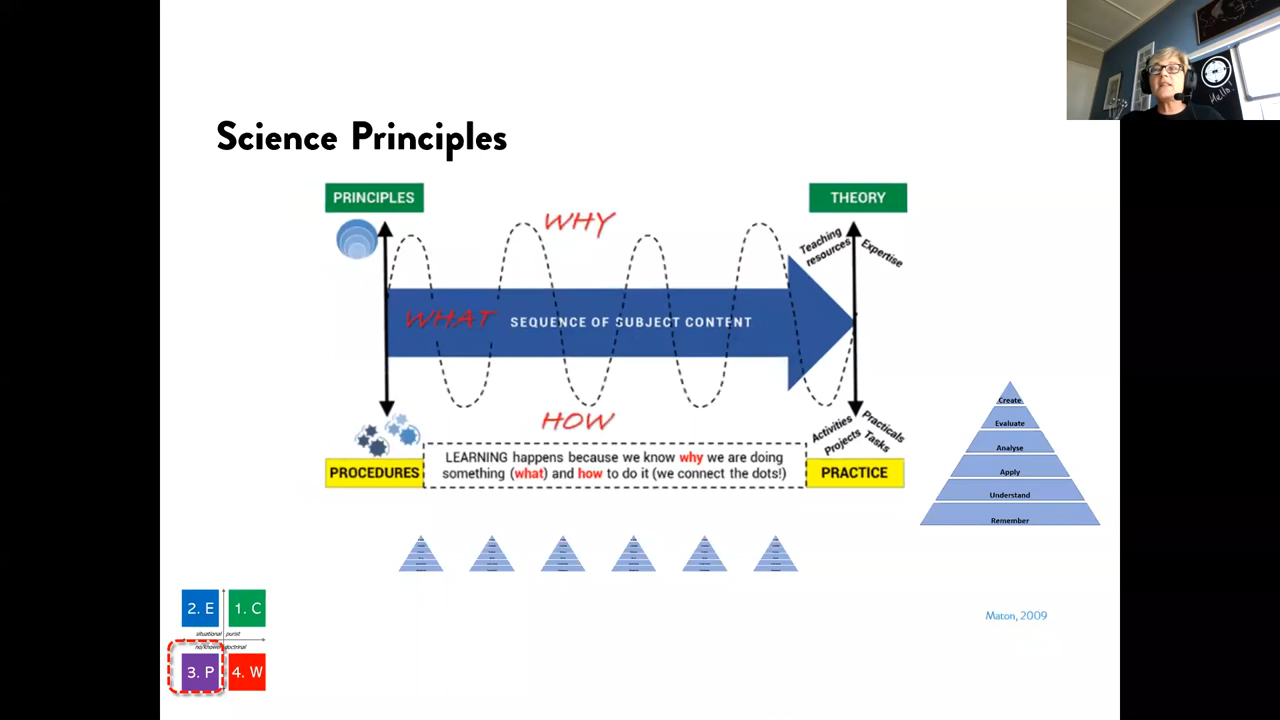 Science Principles
PRINCIPLES
THEORY
WHY
Teaching
resources
Expertise
WHAT
SEQUENCE OF SUBJECT CONTENT
HOW
Activities
Projects
Practicals
Tasks
LEARNING happens because we know why we are doing
something (what) and how to do it (we connect the dots!)
PROCEDURES
PRACTICE
Create
Evaluate
Analyse
Apply
Understand
Remember
2. E
1. C
situational
purist
doctrinal
3. P
4. W
Maton, 2009
Hello!